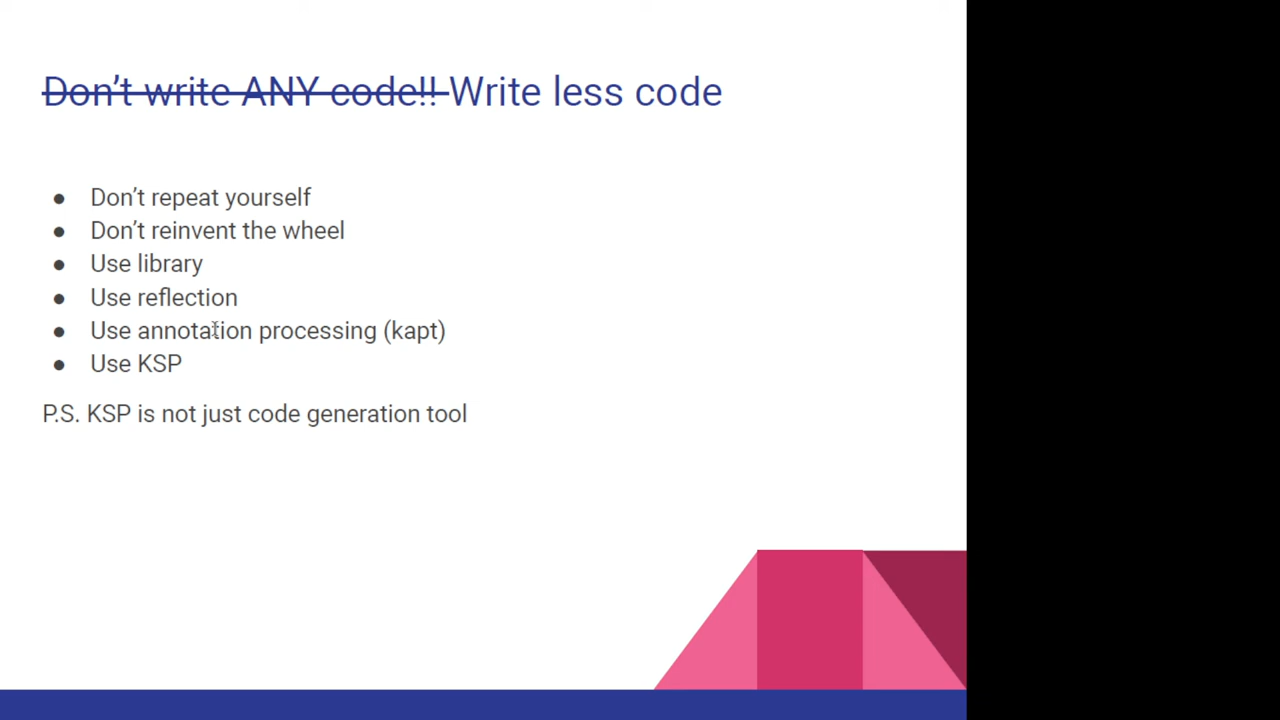 Don’t write ANY code!! Write less code
● Don’t repeat yourself
● Don’t reinvent the wheel
● Use library
● Use reflection
● Use annotation processing (kapt)
● Use KSP
P.S. KSP is not just code generation tool